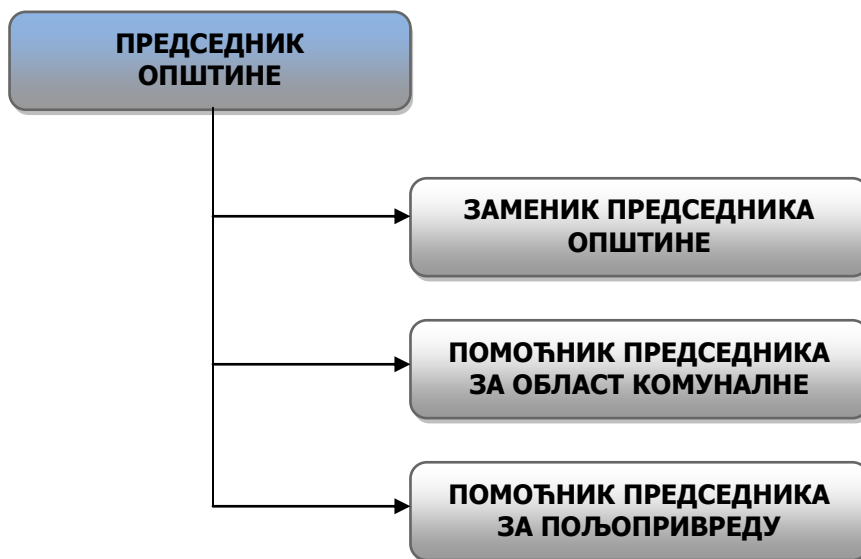 ПРЕДСЕДНИК
ОПШТИНЕ
ЗАМЕНИК ПРЕДСЕДНИКА
ОПШТИНЕ
ПОМОЋНИК ПРЕДСЕДНИКА
ЗА ОБЛАСТ КОМУНАЛНЕ
ПОМОЋНИК ПРЕДСЕДНИКА
ЗА ПОЉОПРИВРЕДУ